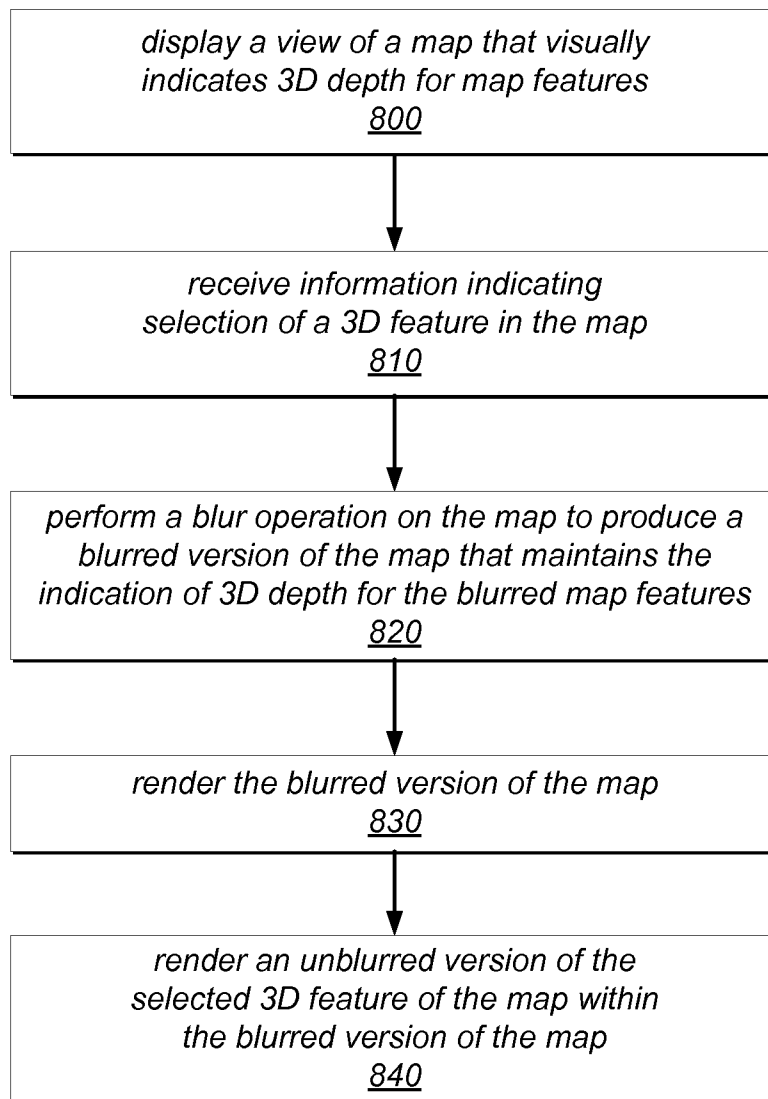 display a view of a map that visually
indicates 3D depth for map features
800
receive information indicating
selection of a 3D feature in the map
810
perform a blur operation on the map to produce a
blurred version of the map that maintains the
indication of 3D depth for the blurred map features
820
render the blurred version of the map
830
render an unblurred version of the
selected 3D feature of the map within
the blurred version of the map
840